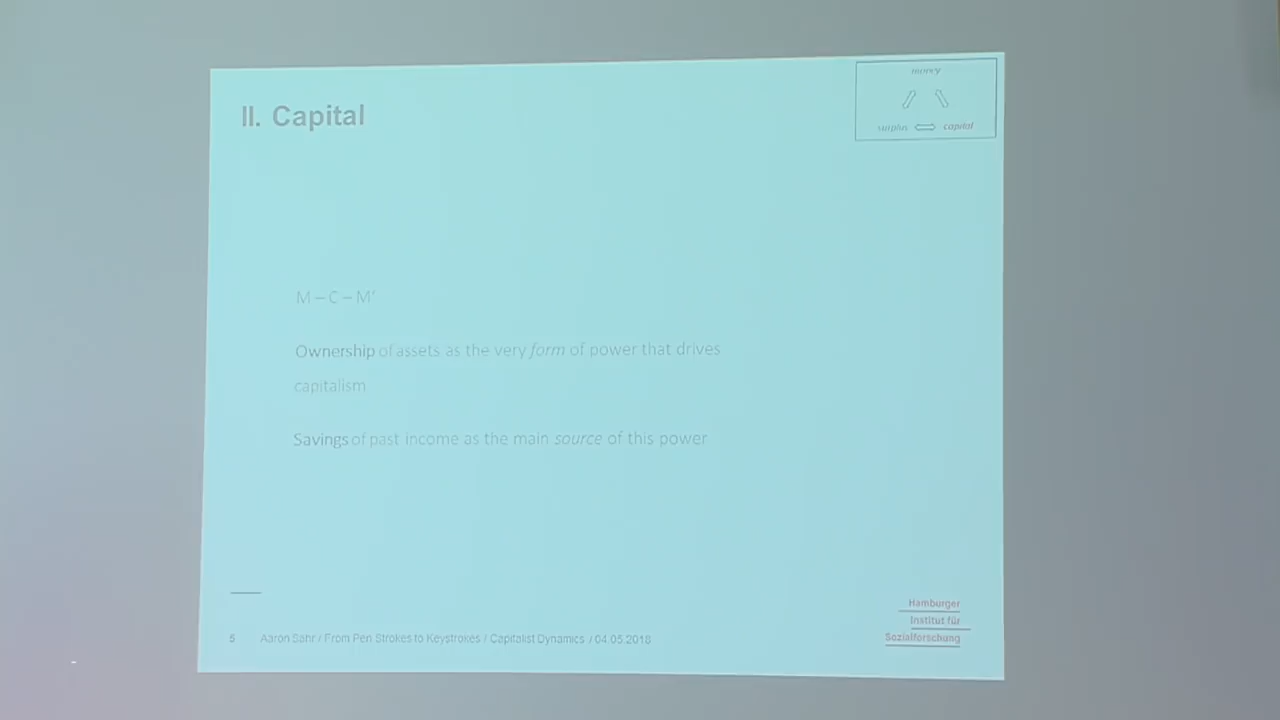 II. Capital
money
surplus
capital
M – C – M‘
Ownership of assets as the very form of power that drives
capitalism
Savings of past income as the main source of this power
5
Aaron Sahr / From Pen Strokes to Keystrokes / Capitalist Dynamics / 04.05.2018
Hamburger
Institut für
Sozialforschung